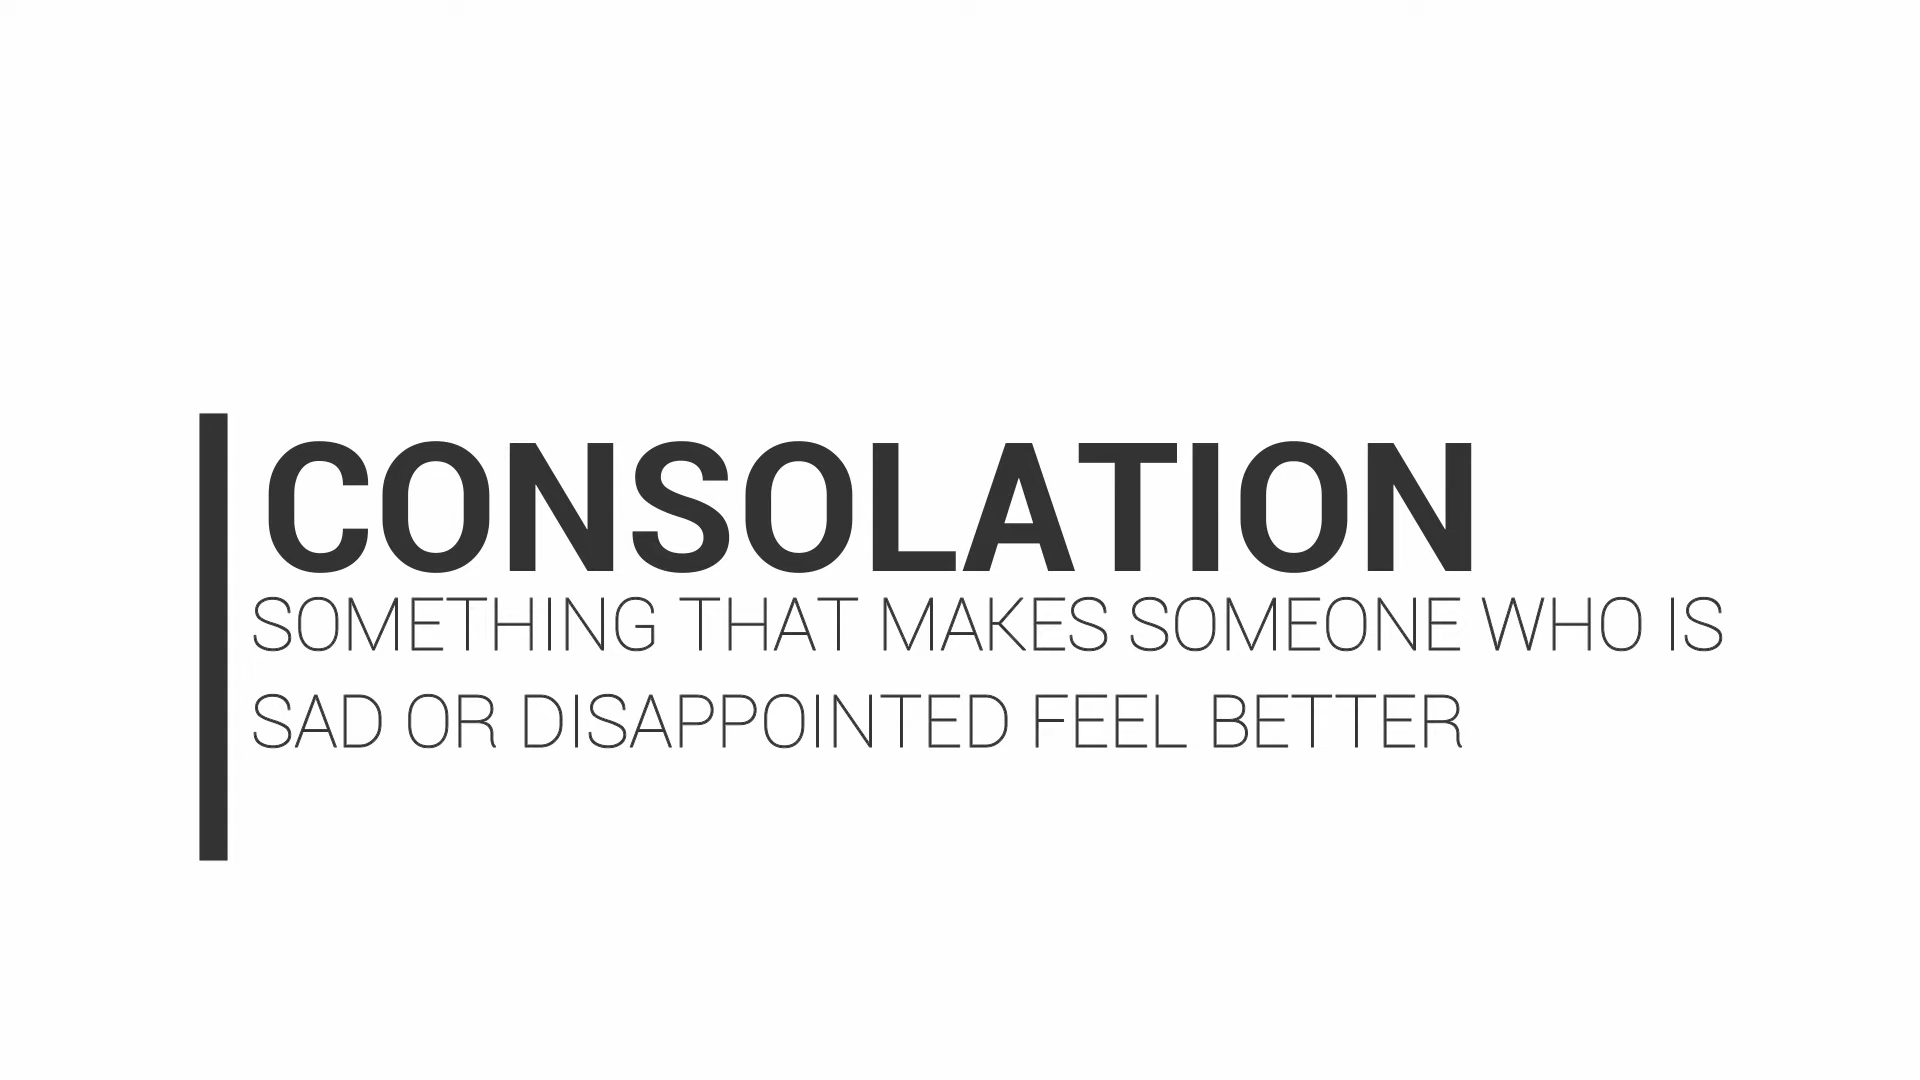 CONSOLATION
SOMETHING THAT MAKES SOMEONE WHO IS
SAD OR DISAPPOINTED FEEL BETTER